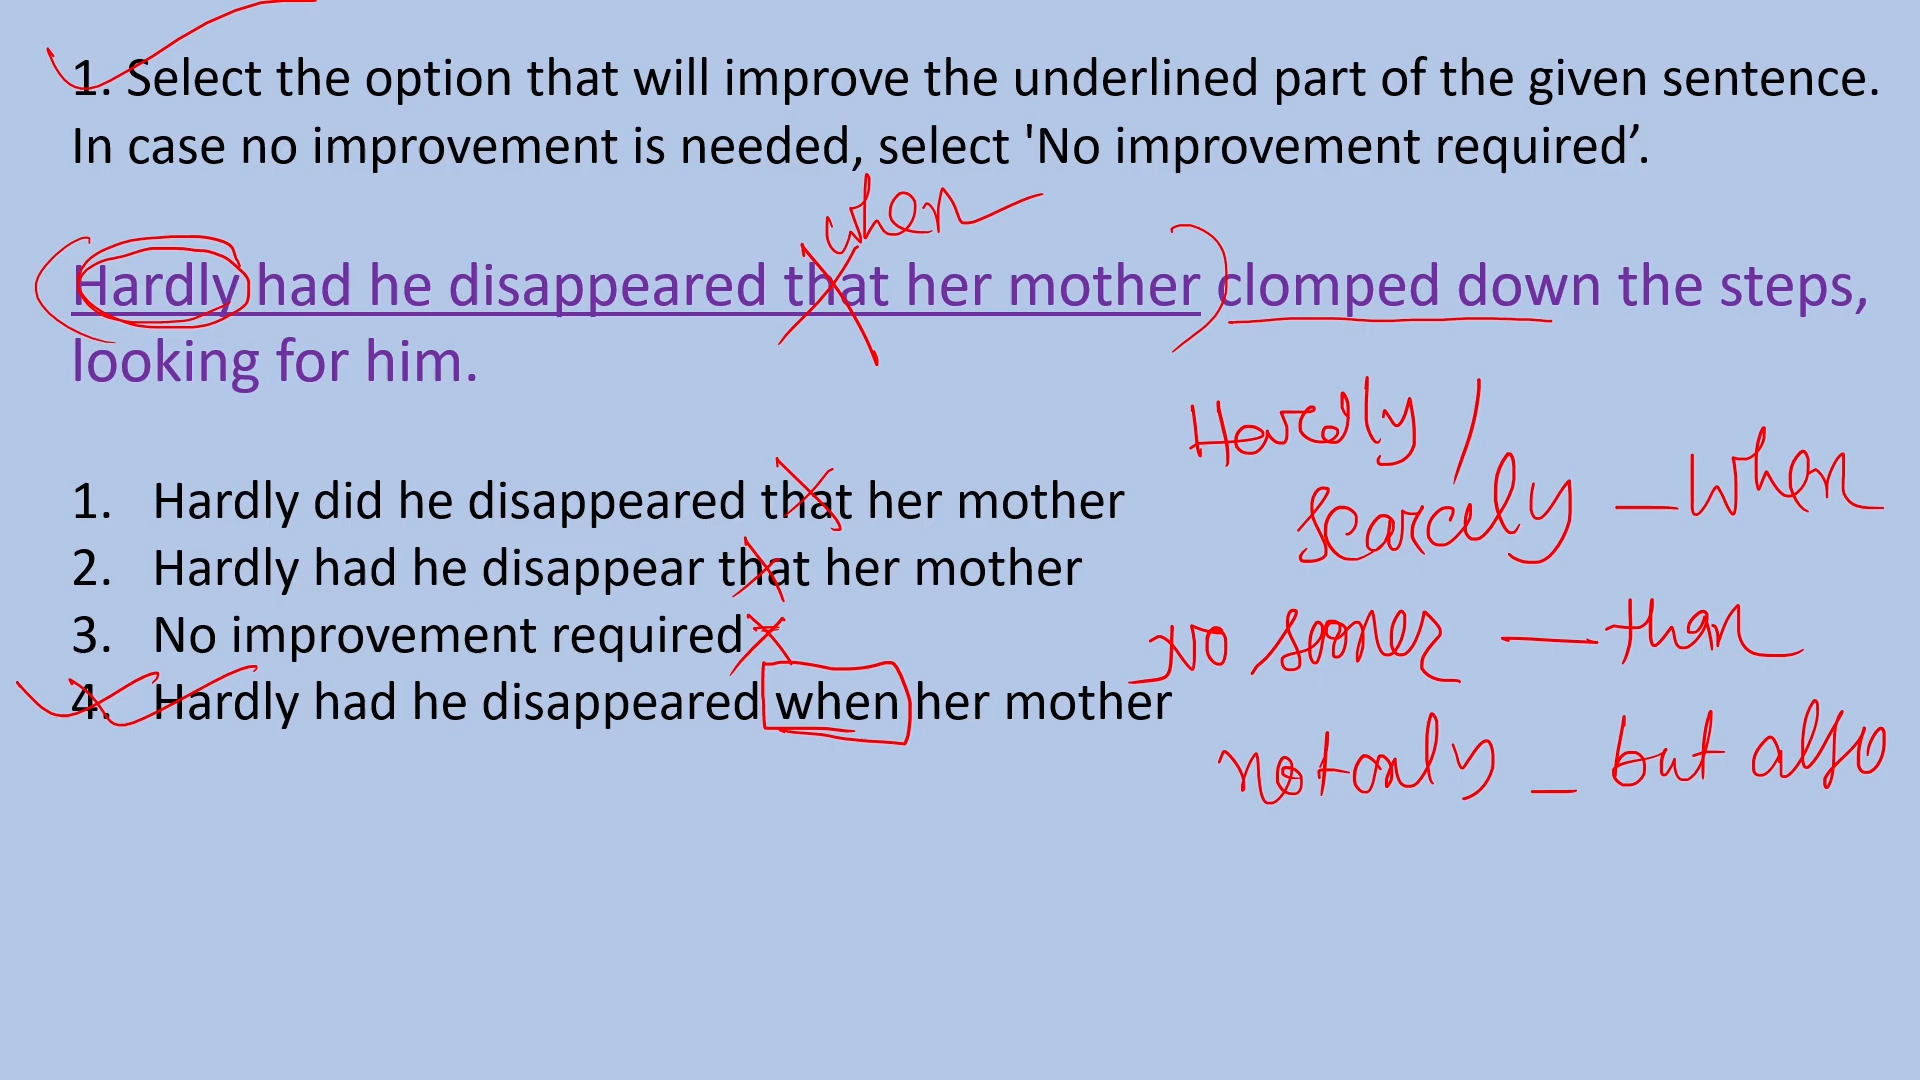 1. Select the option that will improve the underlined part of the given sentence.
In case no improvement is needed, select 'No improvement required’.
when
Hardly had he disappeared that her mother clomped down the steps,
looking for him.
Hardly /
Scarcely — when
1. Hardly did he disappeared that her mother
2. Hardly had he disappear that her mother
3. No improvement required
No sooner — than
4. Hardly had he disappeared when her mother
not only — but also